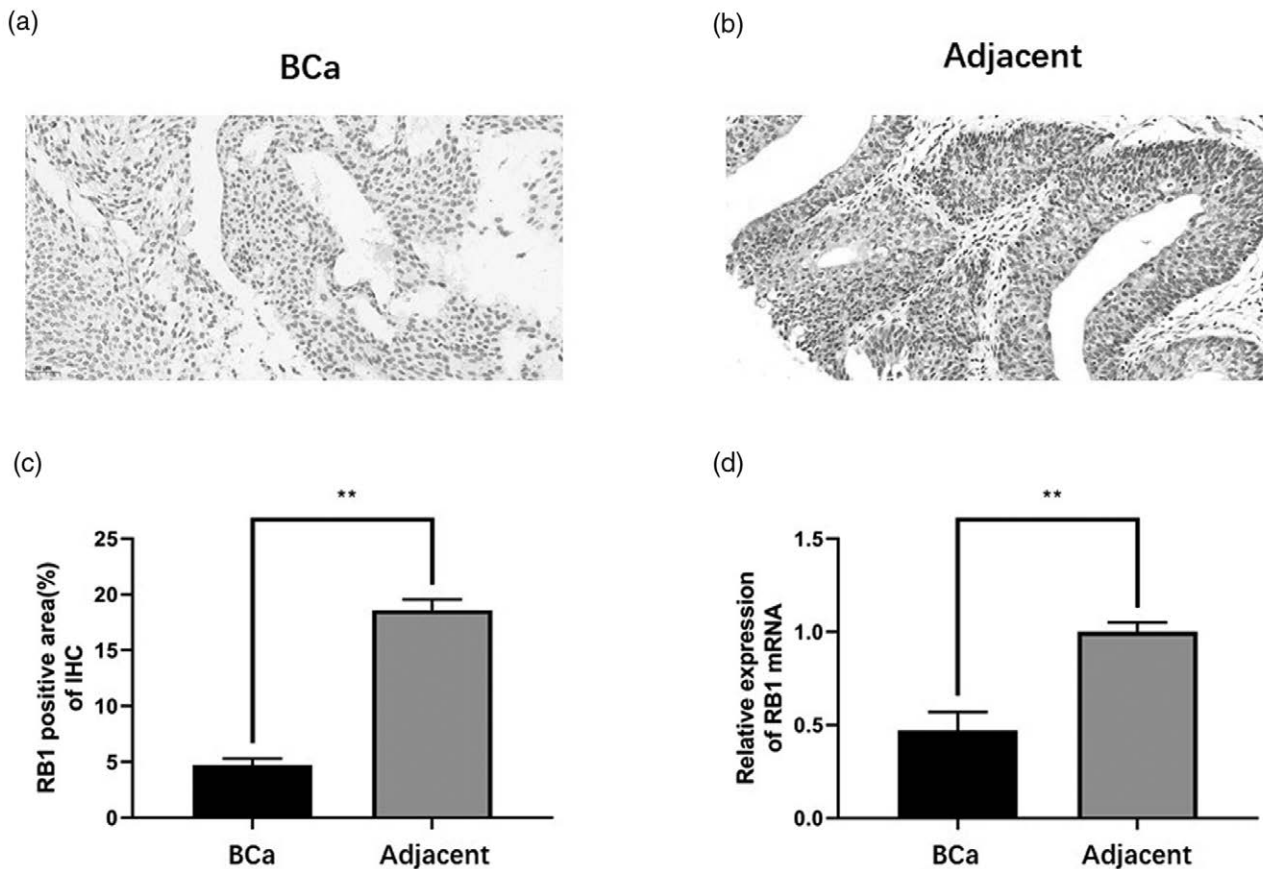 (a)
BCa
(b)
Adjacent
(c)
**
RB1 positive area(%)
of IHC
25
20
15
10
5
0
BCa
Adjacent
(d)
**
Relative expression
of RB1 mRNA
1.5
1.0
0.5
0.0
BCa
Adjacent